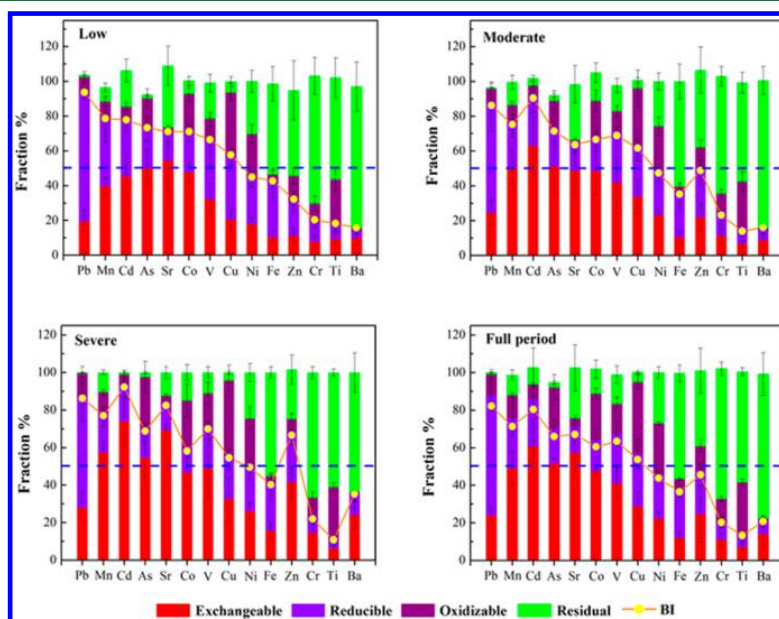 Low
Fraction %
120
100
80
60
40
20
0
Pb Mn Cd As Sr Co V Cu Ni Fe Zn Cr Ti Ba
Moderate
Fraction %
120
100
80
60
40
20
0
Pb Mn Cd As Sr Co V Cu Ni Fe Zn Cr Ti Ba
Severe
Fraction %
120
100
80
60
40
20
0
Pb Mn Cd As Sr Co V Cu Ni Fe Zn Cr Ti Ba
Full period
Fraction %
120
100
80
60
40
20
0
Pb Mn Cd As Sr Co V Cu Ni Fe Zn Cr Ti Ba
Exchangeable Reducible Oxidizable Residual BI